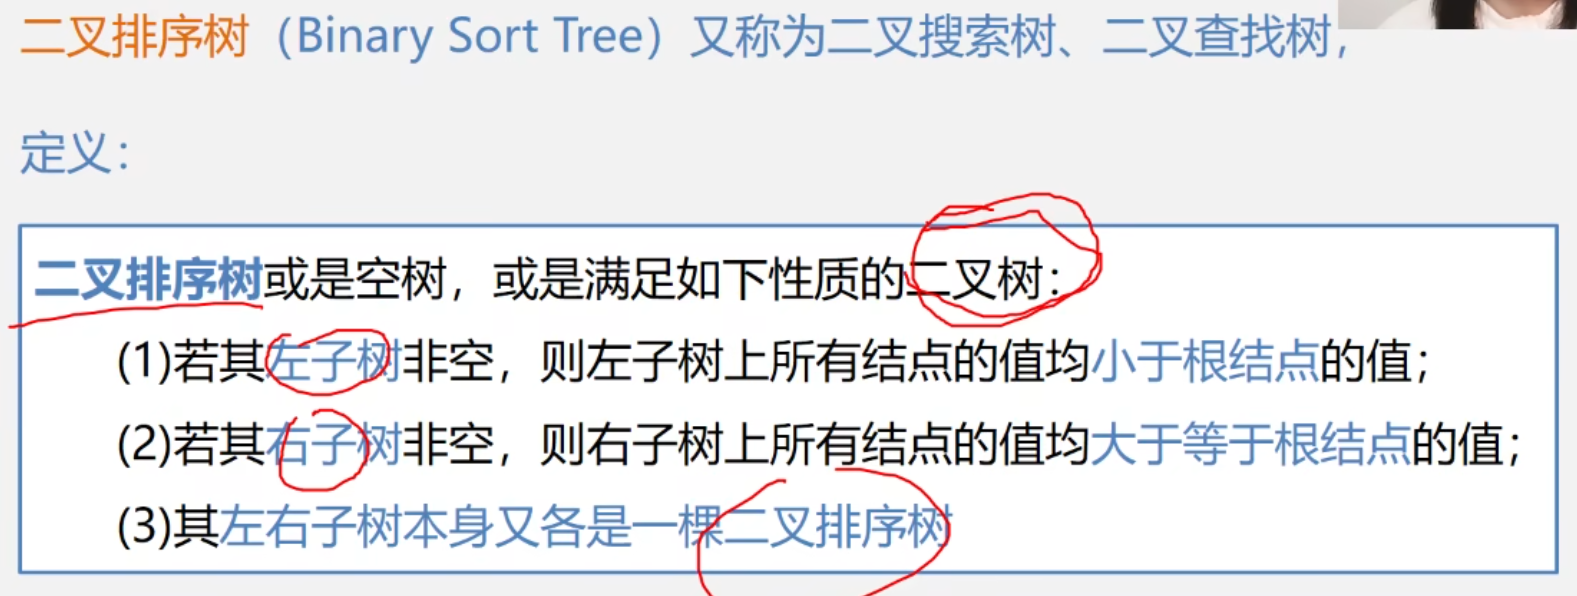 二叉排序树（Binary Sort Tree）又称为二叉搜索树、二叉查找树，
定义：
二叉排序树或是空树，或是满足如下性质的二叉树：
(1)若其左子树非空，则左子树上所有结点的值均小于根结点的值；
(2)若其右子树非空，则右子树上所有结点的值均大于等于根结点的值；
(3)其左右子树本身又各是一棵二叉排序树